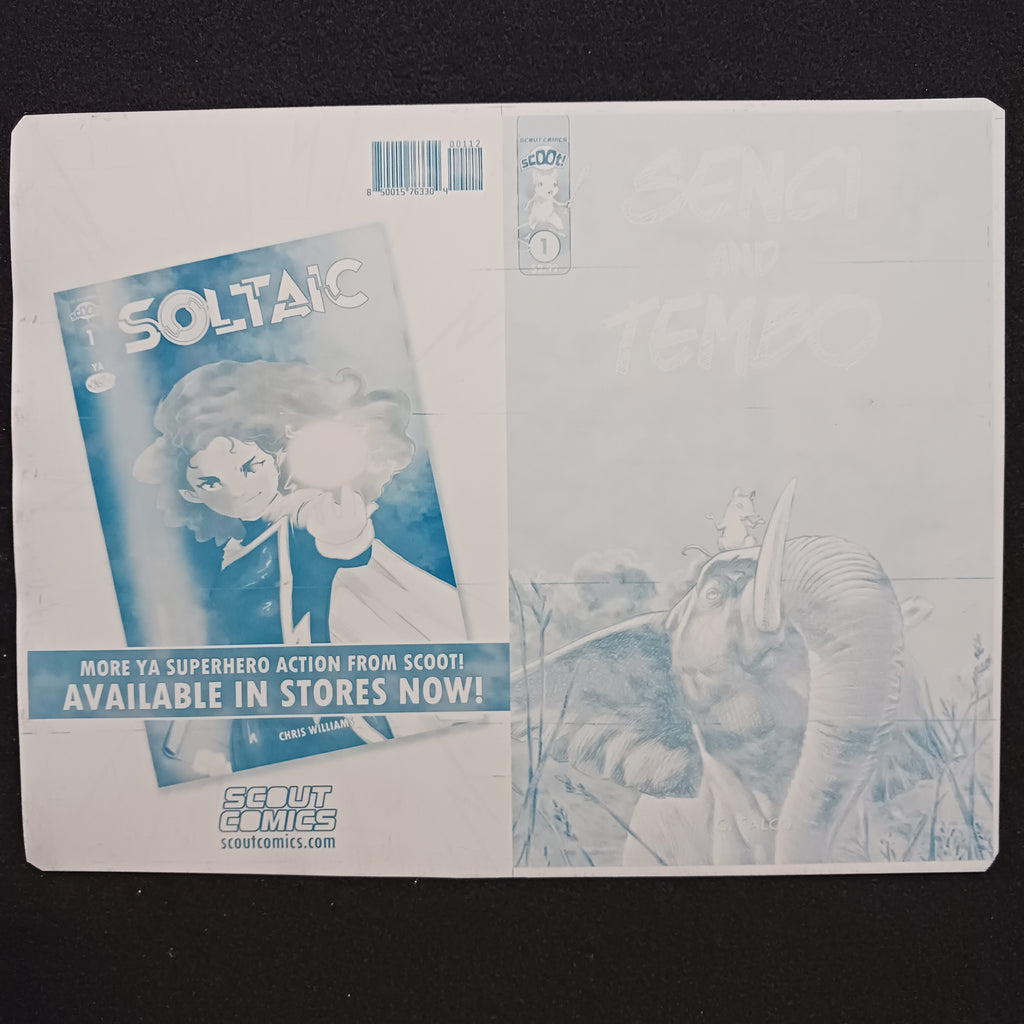 00112
8 50015 76330 4
SOLTAIC
SCOOT!
1
YA
MORE YA SUPERHERO ACTION FROM SCOOT!
AVAILABLE IN STORES NOW!
CHRIS WILLIAMS
SCOUT
COMICS
scoutcomics.com
SCOUT COMICS
SCOOT!
1
SENGI
AND
TEMBO